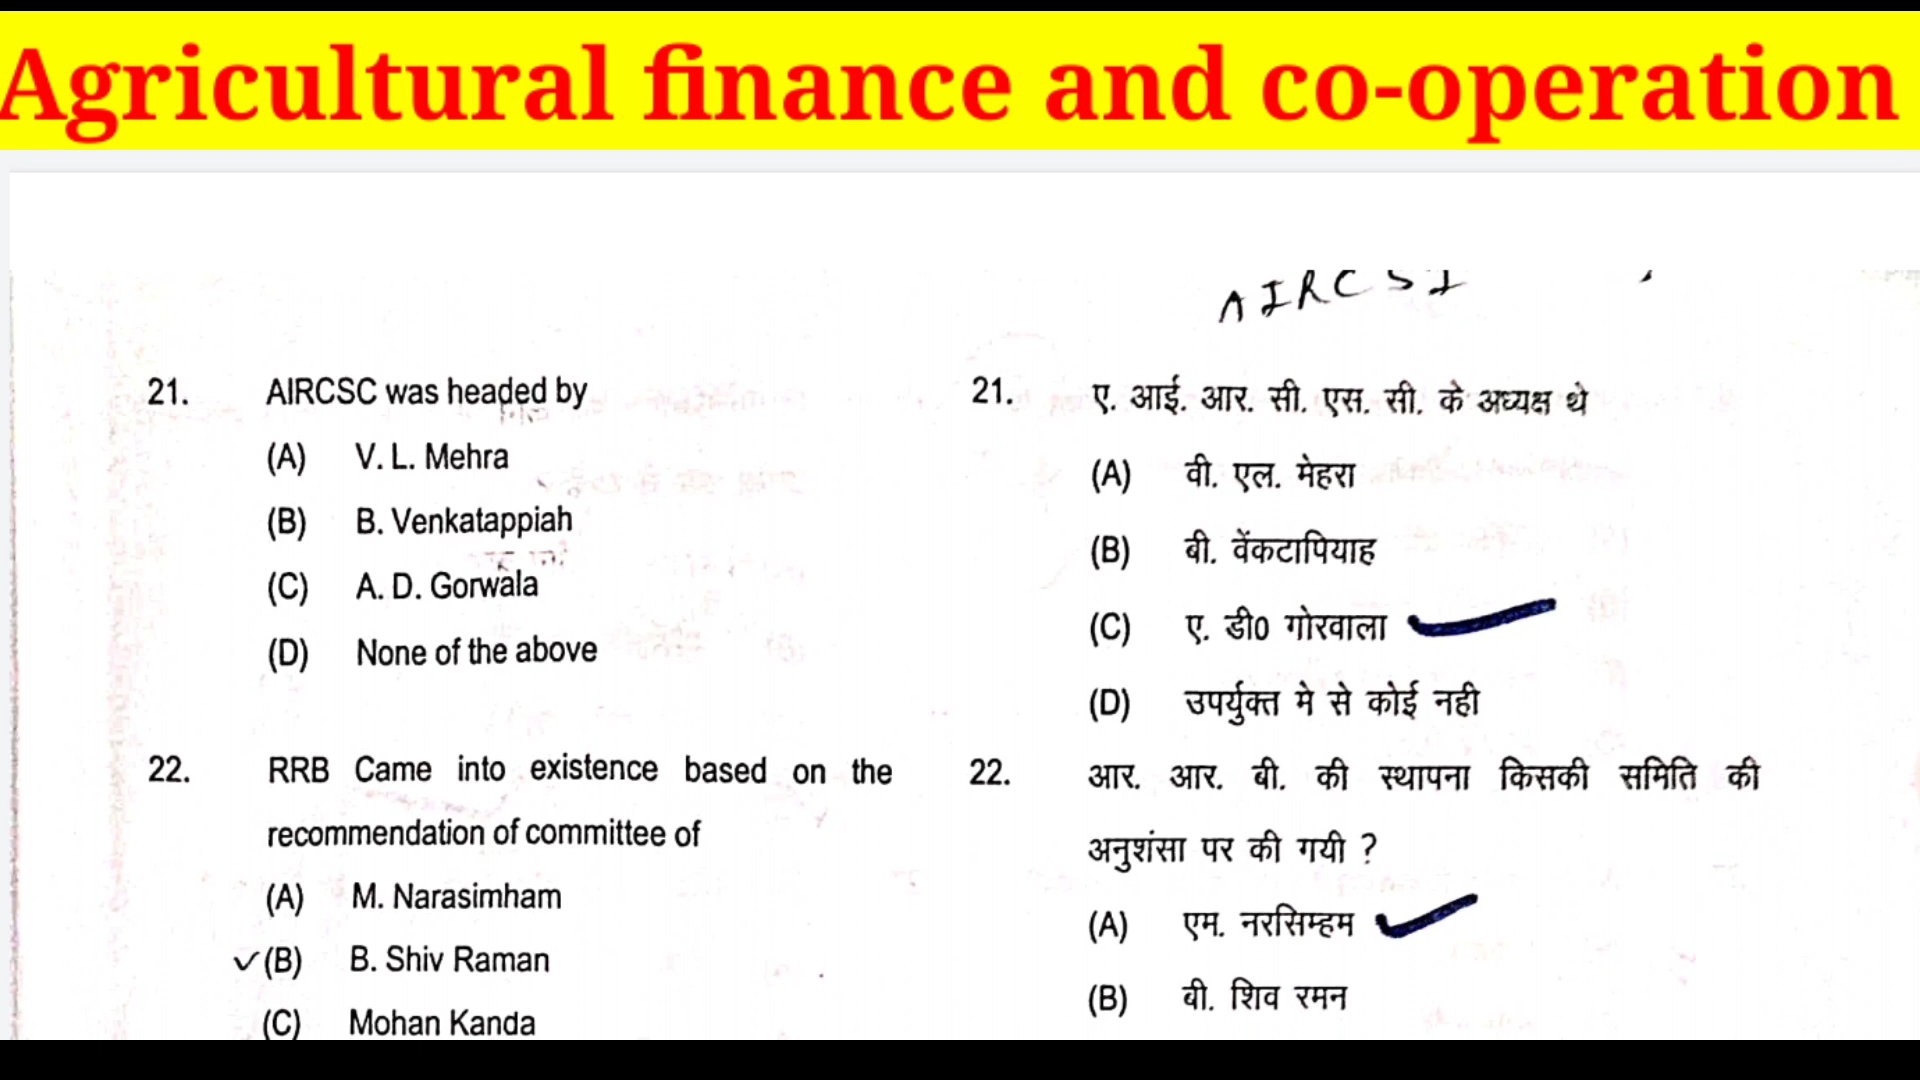 Agricultural finance and co-operation
AIRCSI
21. AIRCSC was headed by
(A) V. L. Mehra
(B) B. Venkatappiah
(C) A. D. Gorwala
(D) None of the above
22. RRB Came into existence based on the
recommendation of committee of
(A) M. Narasimham
(B) B. Shiv Raman
(C) Mohan Kanda
21. ए. आई. आर. सी. एस. सी. के अध्यक्ष थे
(A) वी. एल. मेहरा
(B) बी. वेंकटापियाह
(C) ए. डी0 गोरवाला
(D) उपर्युक्त मे से कोई नही
22. आर. आर. बी. की स्थापना किसकी समिति की
अनुशंसा पर की गयी ?
(A) एम. नरसिम्हम
(B) बी. शिव रमन